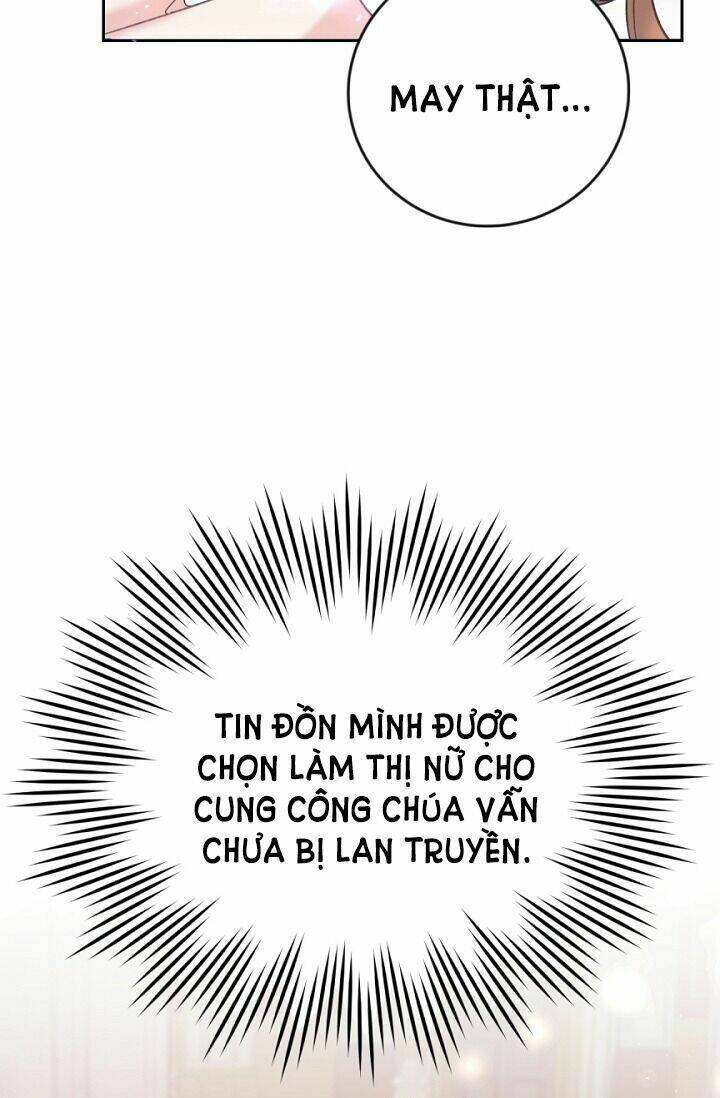 MAY THẬT...
TIN ĐỒN MÌNH ĐƯỢC
CHỌN LÀM THỊ NỮ CHO
CUNG CÔNG CHÚA VẪN
CHƯA BỊ LAN TRUYỀN.